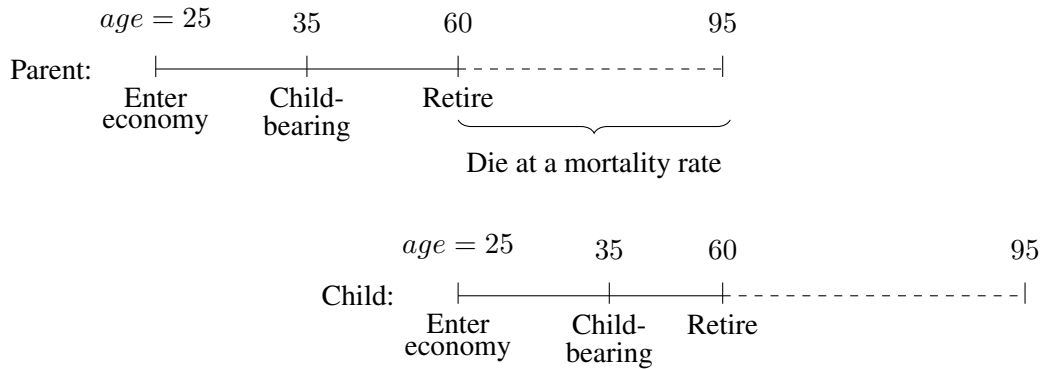 age = 25 35 60 95
Parent:
Enter economy
Child-bearing
Retire
Die at a mortality rate
age = 25 35 60 95
Child:
Enter economy
Child-bearing
Retire